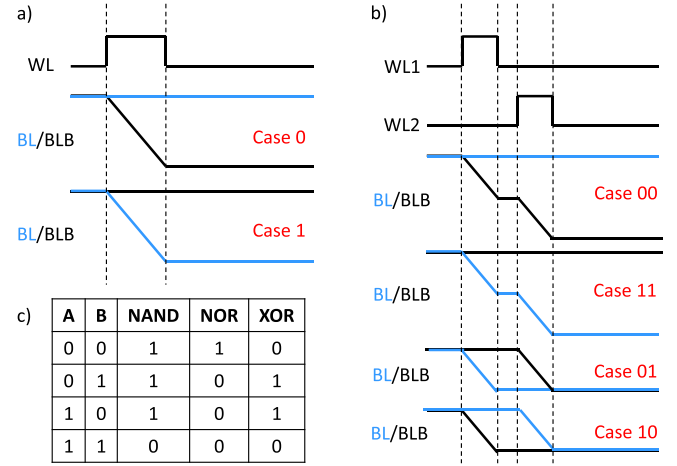 a)
WL
BL/BLB
Case 0
BL/BLB
Case 1
b)
WL1
WL2
BL/BLB
Case 00
BL/BLB
Case 11
BL/BLB
Case 01
BL/BLB
Case 10
c)
A B NAND NOR XOR
0 0 1 1 0
0 1 1 0 1
1 0 1 0 1
1 1 0 0 0